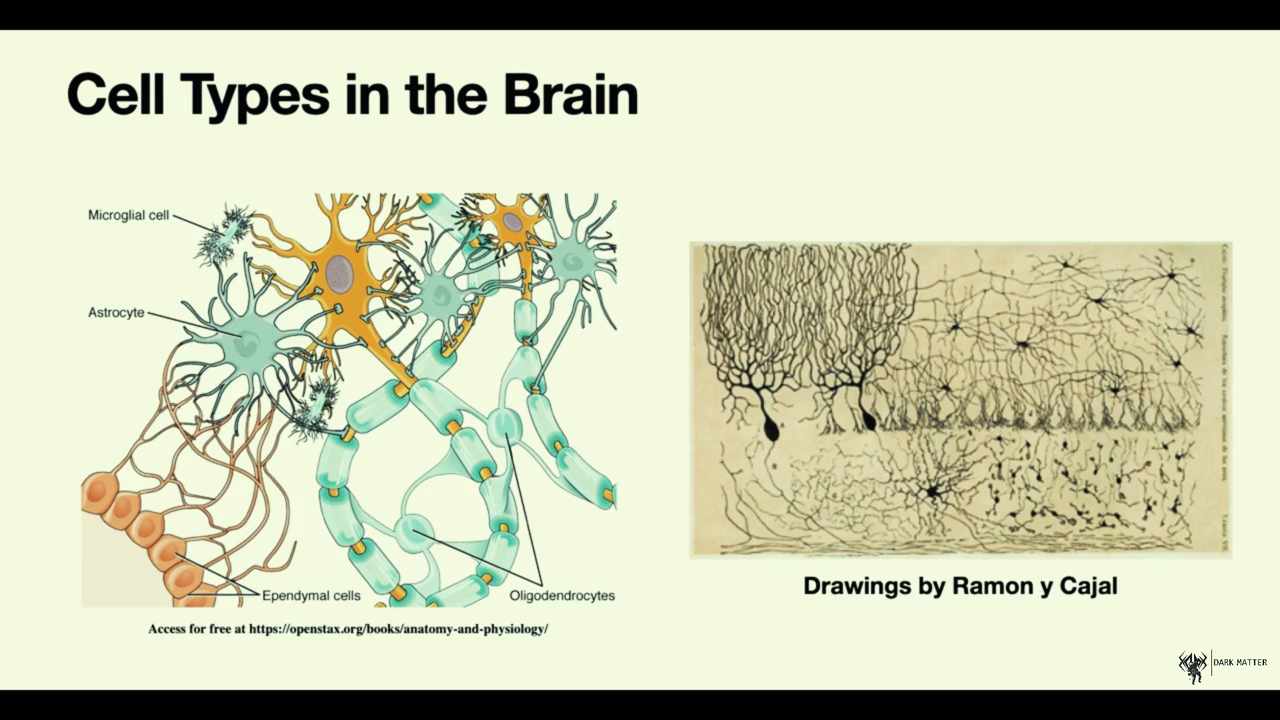 Cell Types in the Brain
Microglial cell
Astrocyte
Ependymal cells
Oligodendrocytes
Access for free at https://openstax.org/books/anatomy-and-physiology/
Drawings by Ramon y Cajal
DARK MATTER